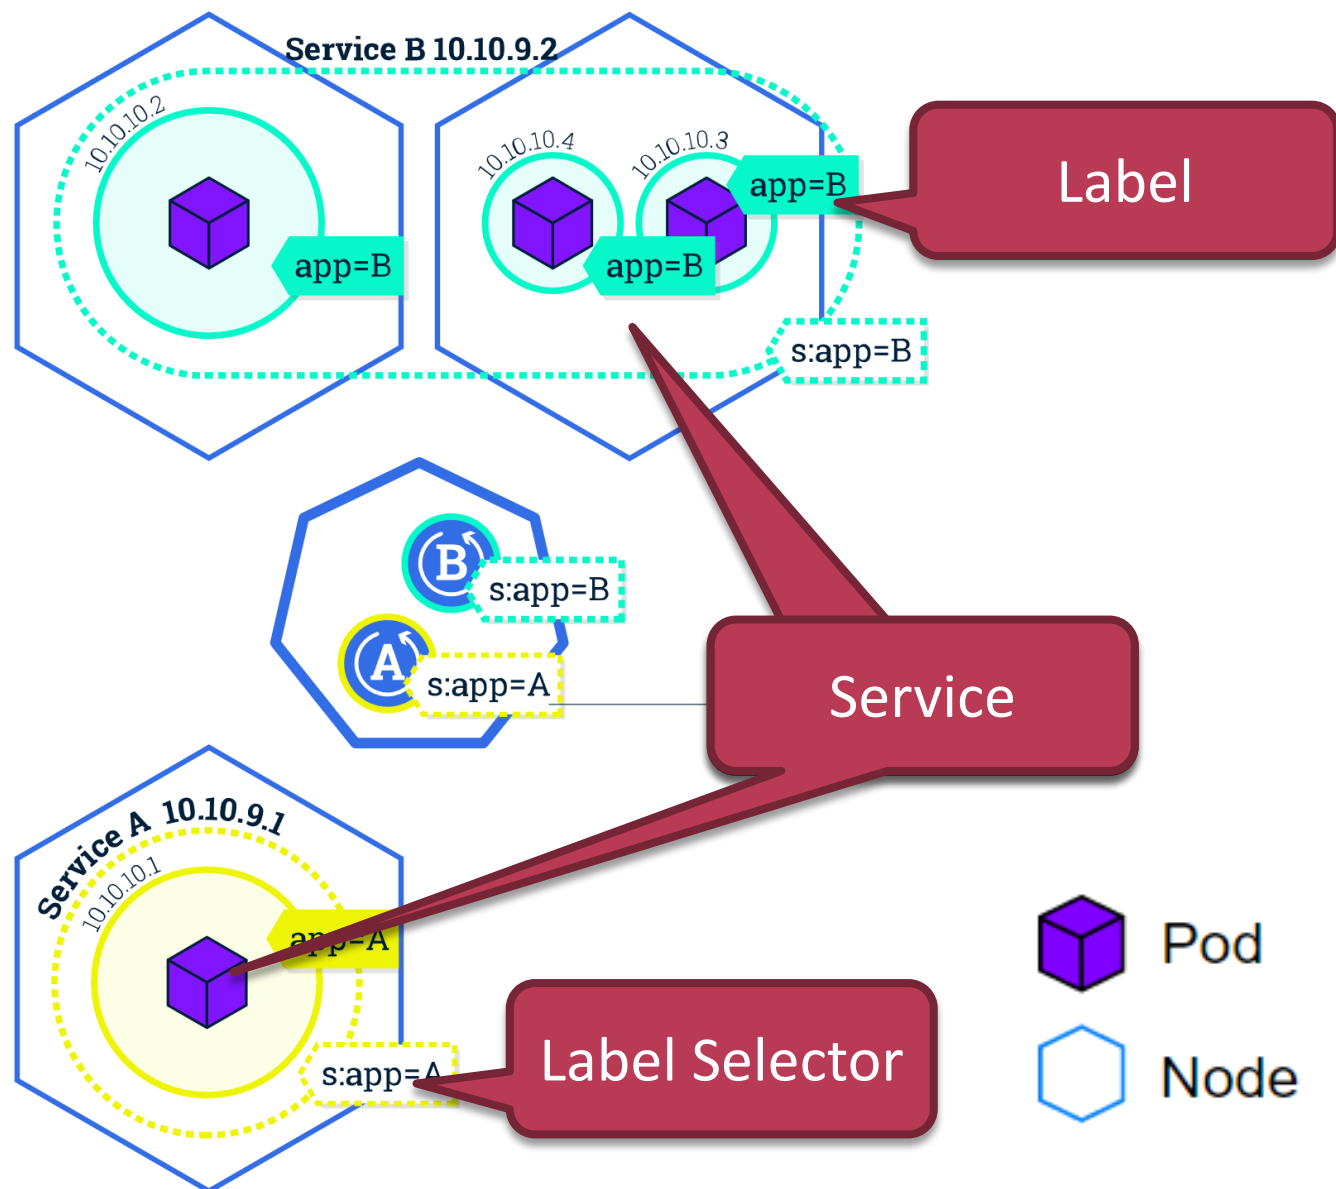 Service B 10.10.9.2
10.10.10.2
10.10.10.4
10.10.10.3
app=B
Label
app=B
app=B
s:app=B
B
s:app=B
A
s:app=A
Service
Service A 10.10.9.1
10.10.10.1
app=A
Pod
Label Selector
s:app=A
Node